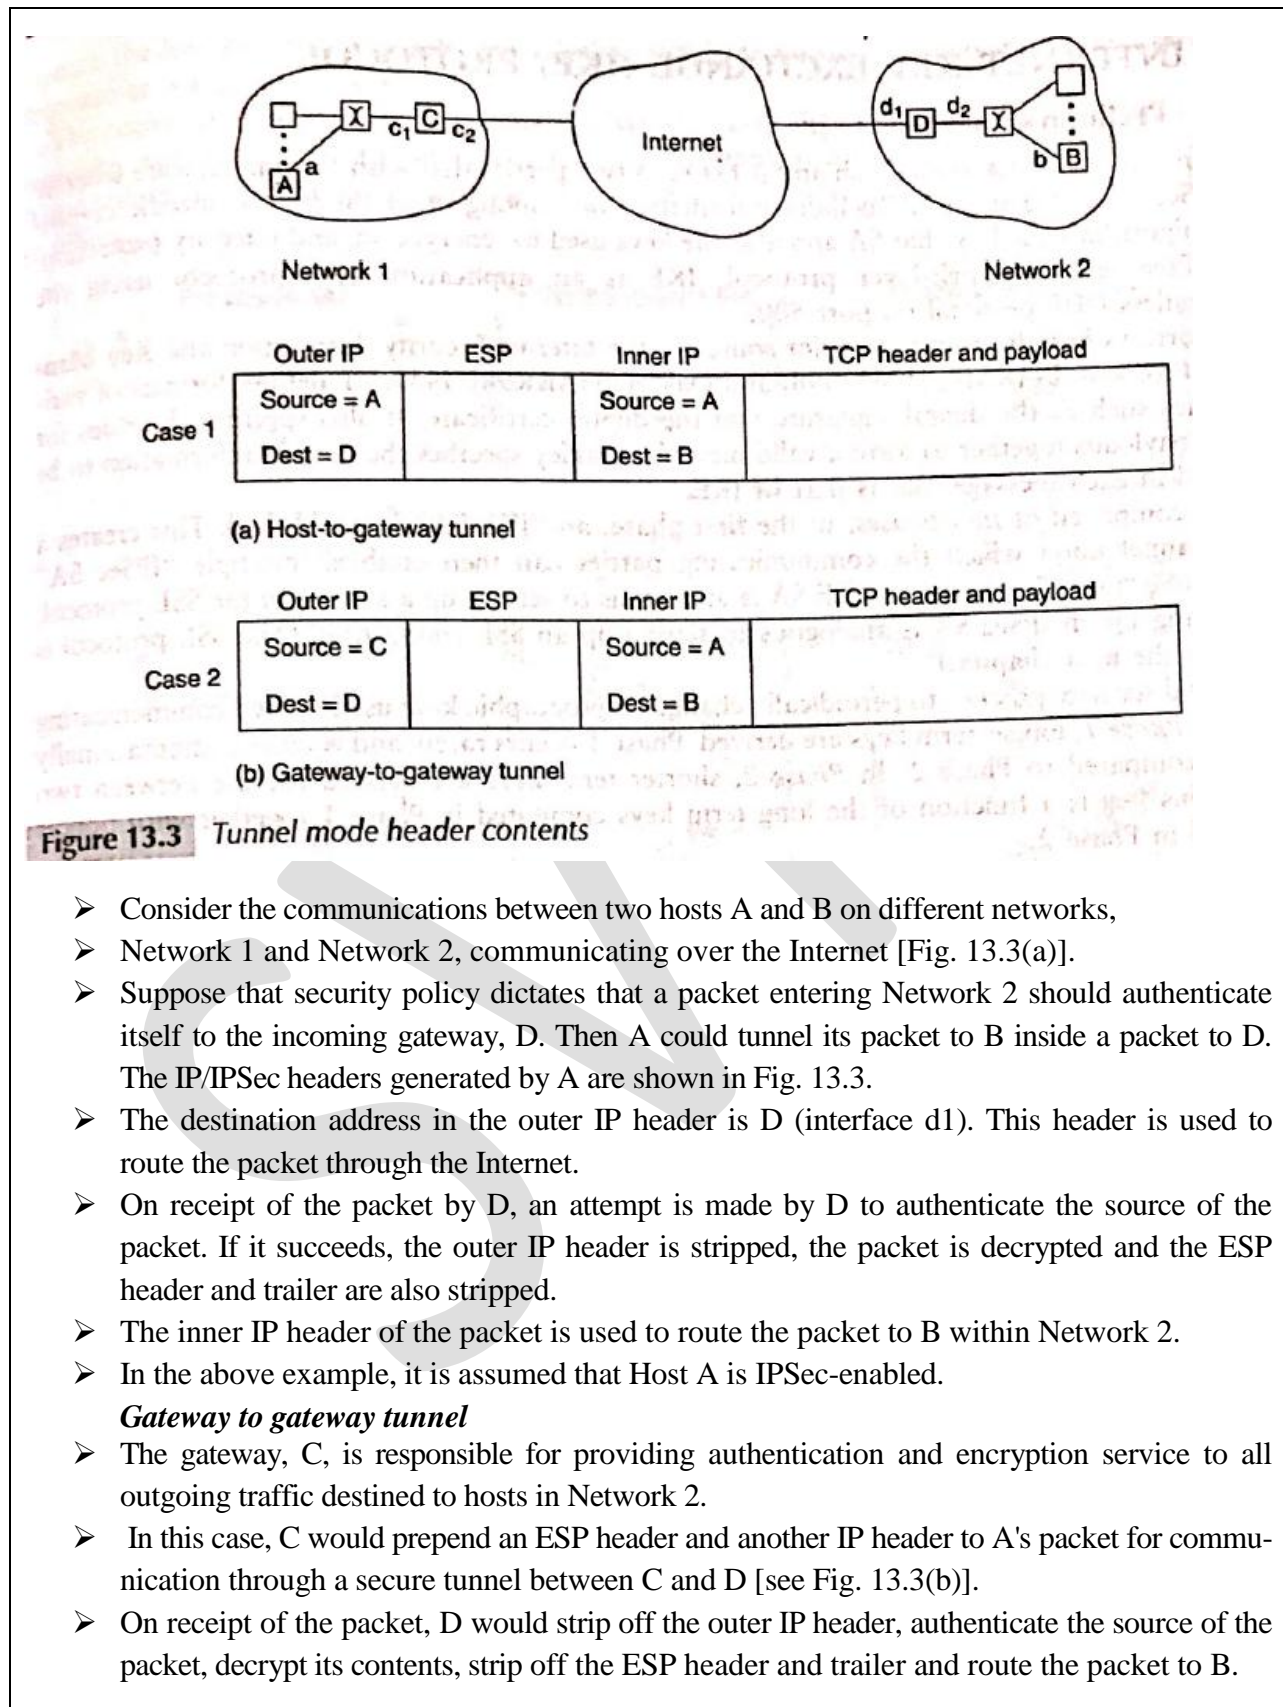 A
a
X
c1
C
c2
Internet
d1
D
d2
X
b
B
Network 1
Network 2
Outer IP ESP Inner IP TCP header and payload
Case 1
Source = A Source = A
Dest = D Dest = B
(a) Host-to-gateway tunnel
Outer IP ESP Inner IP TCP header and payload
Case 2
Source = C Source = A
Dest = D Dest = B
(b) Gateway-to-gateway tunnel
Figure 13.3 Tunnel mode header contents
➢ Consider the communications between two hosts A and B on different networks,
➢ Network 1 and Network 2, communicating over the Internet [Fig. 13.3(a)].
➢ Suppose that security policy dictates that a packet entering Network 2 should authenticate
itself to the incoming gateway, D. Then A could tunnel its packet to B inside a packet to D.
The IP/IPSec headers generated by A are shown in Fig. 13.3.
➢ The destination address in the outer IP header is D (interface d1). This header is used to
route the packet through the Internet.
➢ On receipt of the packet by D, an attempt is made by D to authenticate the source of the
packet. If it succeeds, the outer IP header is stripped, the packet is decrypted and the ESP
header and trailer are also stripped.
➢ The inner IP header of the packet is used to route the packet to B within Network 2.
➢ In the above example, it is assumed that Host A is IPSec-enabled.
Gateway to gateway tunnel
➢ The gateway, C, is responsible for providing authentication and encryption service to all
outgoing traffic destined to hosts in Network 2.
➢ In this case, C would prepend an ESP header and another IP header to A's packet for commu-
nication through a secure tunnel between C and D [see Fig. 13.3(b)].
➢ On receipt of the packet, D would strip off the outer IP header, authenticate the source of the
packet, decrypt its contents, strip off the ESP header and trailer and route the packet to B.